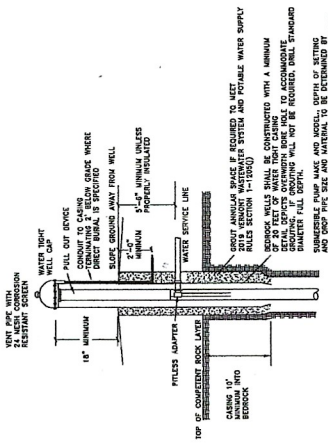 VENT PIPE WITH
24 MESH CORROSION
RESISTANT SCREEN
WATER TIGHT
WELL CAP
PULL OUT DEVICE
CONDUIT TO CASING
TERMINATING 2" BELOW GRADE WHERE
DIRECT BURIAL IS SPECIFIED
SLOPE GROUND AWAY FROM WELL
18" MINIMUM
2'-0"
MINIMUM
5'-6" MINIMUM UNLESS
PROPERLY INSULATED
WATER SERVICE LINE
PITLESS ADAPTER
GROUT ANNULAR SPACE IF REQUIRED TO MEET
2019 VERMONT WASTEWATER SYSTEM AND POTABLE WATER SUPPLY
RULES SECTION
TOP OF COMPETENT ROCK LAYER
BEDROCK WELLS SHALL BE CONSTRUCTED WITH A MINIMUM
OF 20 FEET OF WATER TIGHT CASING
CASING 10'
MINIMUM INTO
BEDROCK
DETAIL DEPICTS OVERWIDTH BORE HOLE TO ACCOMMODATE
GROUTING. IF GROUTING WILL NOT BE REQUIRED, DRILL STANDARD
DIAMETER FULL DEPTH.
SUBMERSIBLE PUMP MAKE AND MODEL, DEPTH OF SETTING
AND DROP PIPE SIZE AND MATERIAL TO BE DETERMINED BY